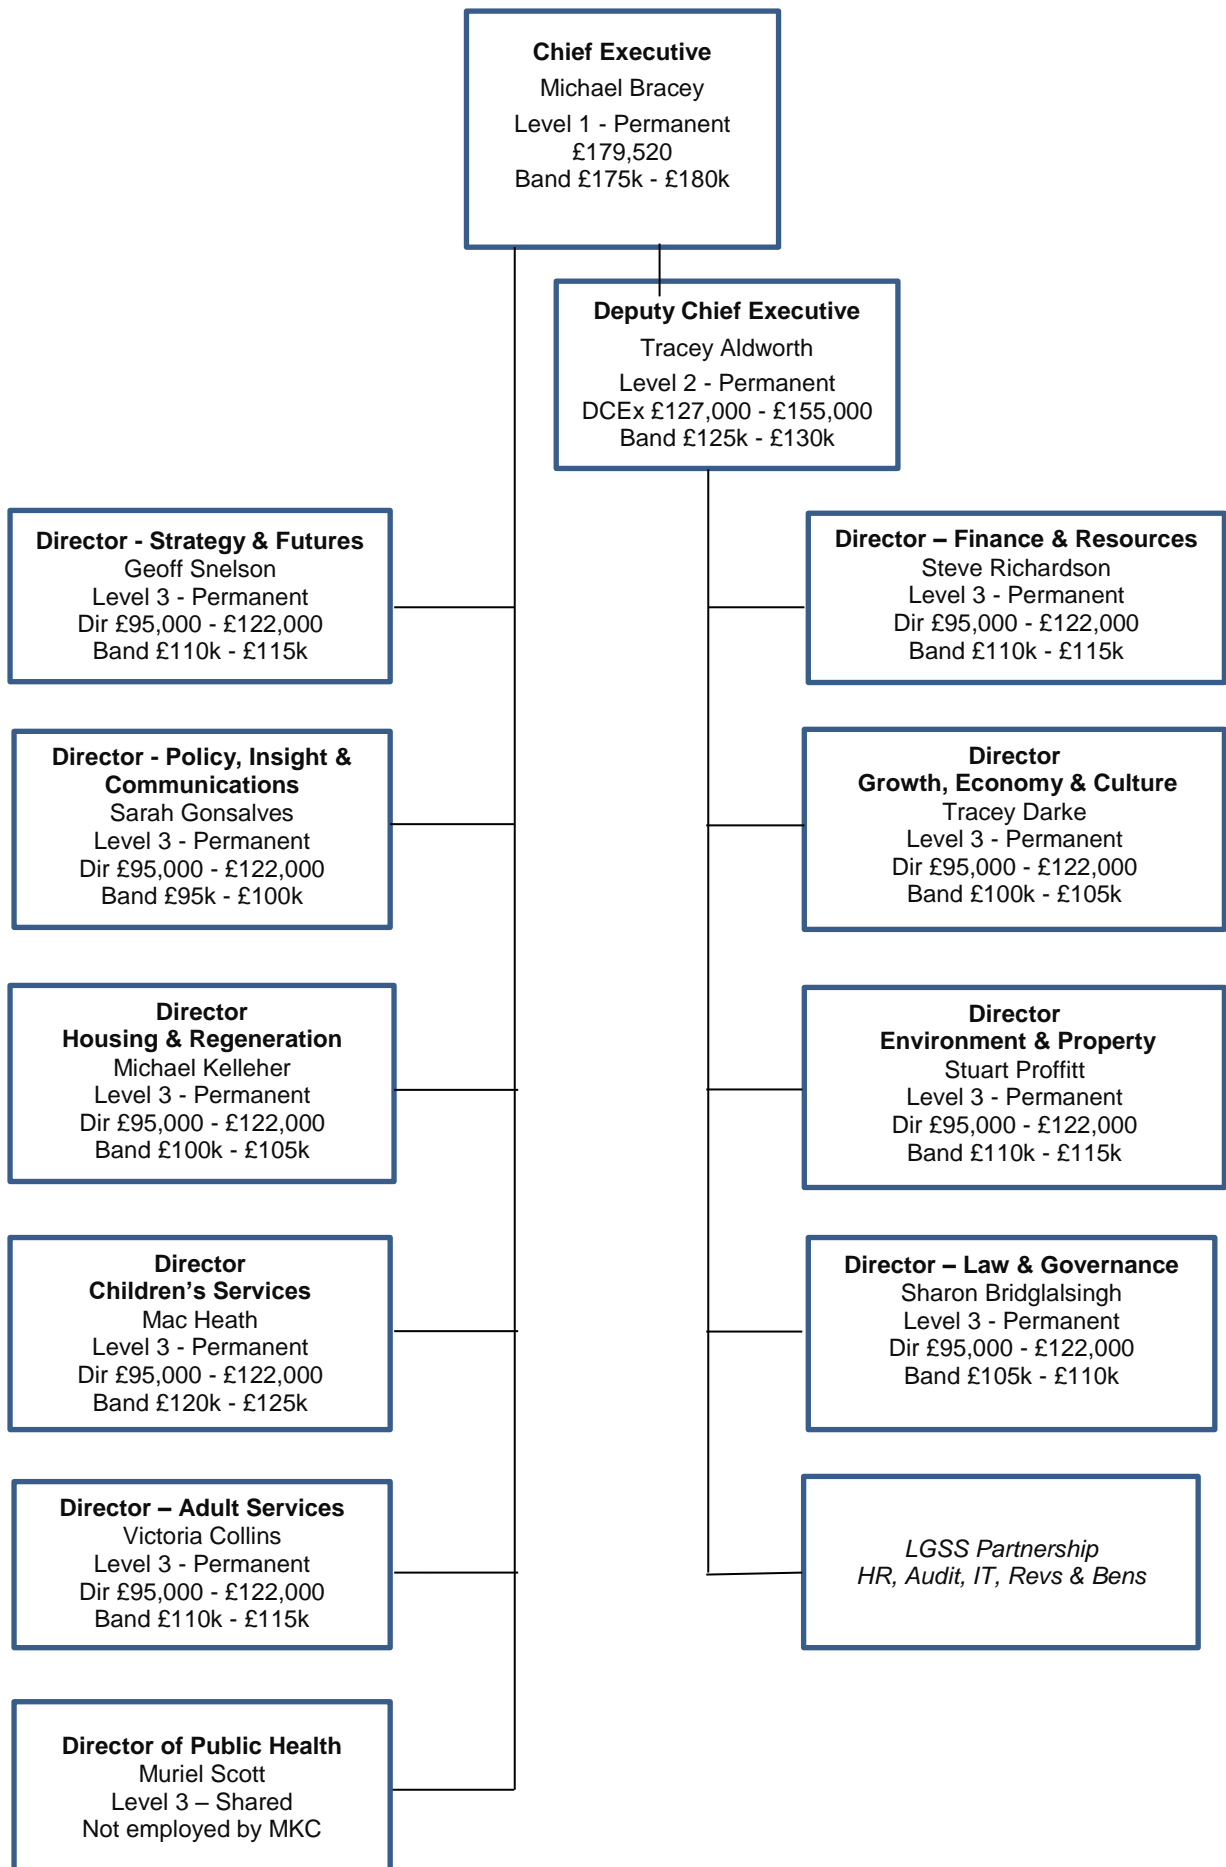 Chief Executive
Michael Bracey
Level 1 - Permanent
£179,520
Band £175k - £180k
Deputy Chief Executive
Tracey Aldworth
Level 2 - Permanent
DCEx £127,000 - £155,000
Band £125k - £130k
Director - Strategy & Futures
Geoff Snelson
Level 3 - Permanent
Dir £95,000 - £122,000
Band £110k - £115k
Director – Finance & Resources
Steve Richardson
Level 3 - Permanent
Dir £95,000 - £122,000
Band £110k - £115k
Director - Policy, Insight &
Communications
Sarah Gonsalves
Level 3 - Permanent
Dir £95,000 - £122,000
Band £95k - £100k
Director
Growth, Economy & Culture
Tracey Darke
Level 3 - Permanent
Dir £95,000 - £122,000
Band £100k - £105k
Director
Housing & Regeneration
Michael Kelleher
Level 3 - Permanent
Dir £95,000 - £122,000
Band £100k - £105k
Director
Environment & Property
Stuart Proffitt
Level 3 - Permanent
Dir £95,000 - £122,000
Band £110k - £115k
Director
Children’s Services
Mac Heath
Level 3 - Permanent
Dir £95,000 - £122,000
Band £120k - £125k
Director – Law & Governance
Sharon Bridglalsingh
Level 3 - Permanent
Dir £95,000 - £122,000
Band £105k - £110k
Director – Adult Services
Victoria Collins
Level 3 - Permanent
Dir £95,000 - £122,000
Band £110k - £115k
LGSS Partnership
HR, Audit, IT, Revs & Bens
Director of Public Health
Muriel Scott
Level 3 – Shared
Not employed by MKC